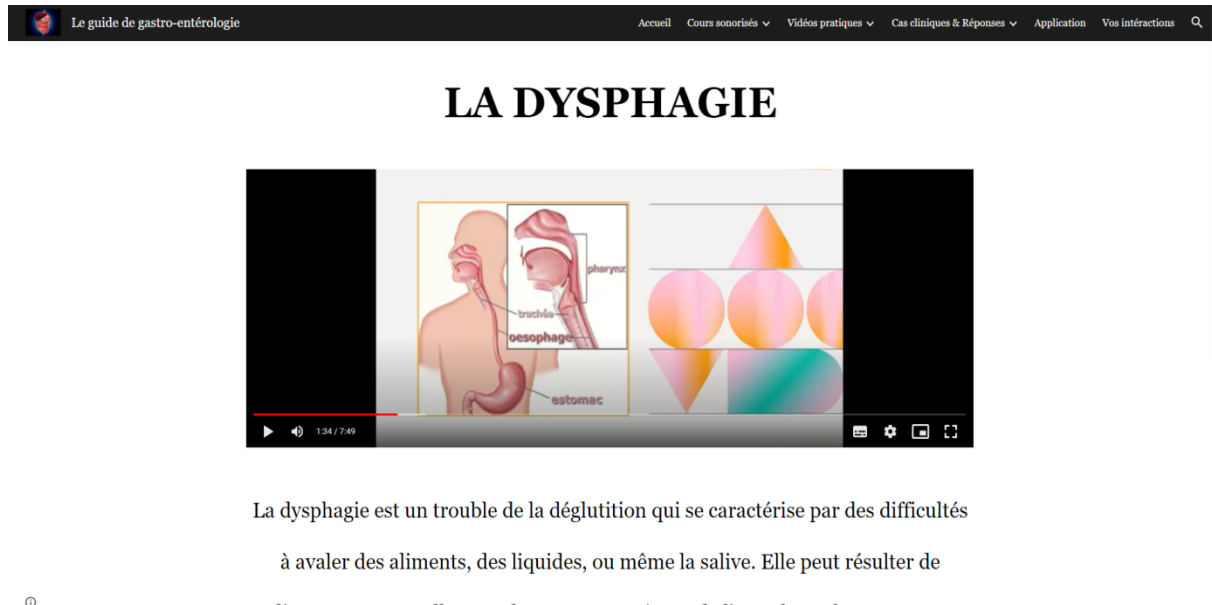 Le guide de gastro-entérologie
Accueil Cours sonorisés Vidéos pratiques Cas cliniques & Réponses Application Vos intéractions
LA DYSPHAGIE
pharynx
trachée
oesophage
estomac
1:34 / 7:49
La dysphagie est un trouble de la déglutition qui se caractérise par des difficultés
à avaler des aliments, des liquides, ou même la salive. Elle peut résulter de